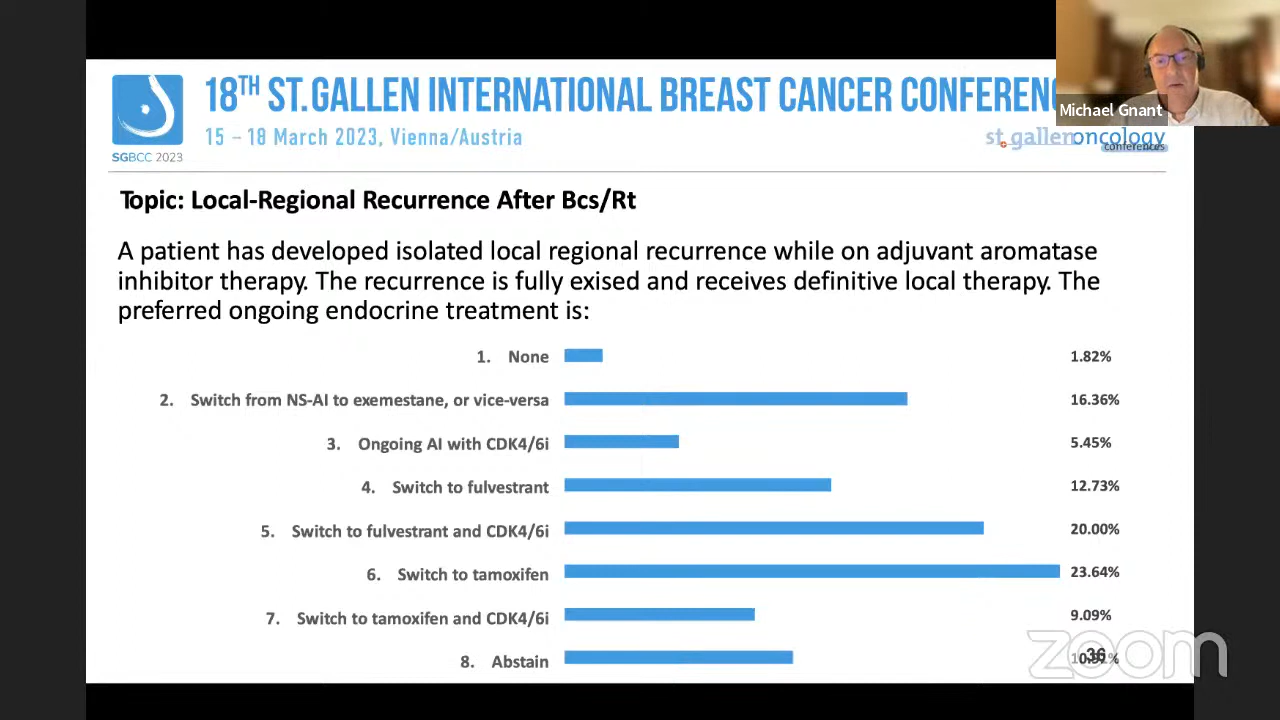 18TH ST.GALLEN INTERNATIONAL BREAST CANCER CONFEREN
15 – 18 March 2023, Vienna/Austria
SGBCC 2023
st.gallenoncology
conferences
Michael Gnant
Topic: Local-Regional Recurrence After Bcs/Rt
A patient has developed isolated local regional recurrence while on adjuvant aromatase
inhibitor therapy. The recurrence is fully exised and receives definitive local therapy. The
preferred ongoing endocrine treatment is:
1. None 1.82%
2. Switch from NS-AI to exemestane, or vice-versa 16.36%
3. Ongoing AI with CDK4/6i 5.45%
4. Switch to fulvestrant 12.73%
5. Switch to fulvestrant and CDK4/6i 20.00%
6. Switch to tamoxifen 23.64%
7. Switch to tamoxifen and CDK4/6i 9.09%
8. Abstain
36
zoom